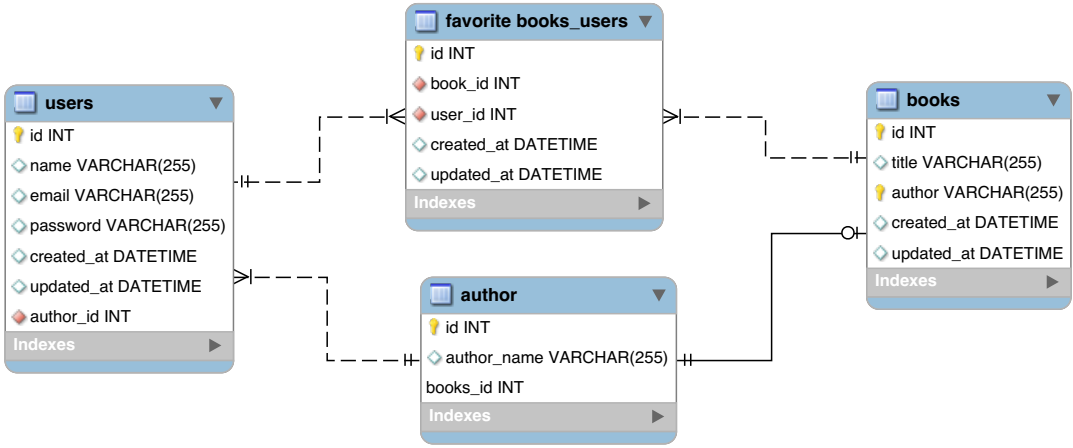 favorite books_users
id INT
book_id INT
user_id INT
created_at DATETIME
updated_at DATETIME
Indexes
users
id INT
name VARCHAR(255)
email VARCHAR(255)
password VARCHAR(255)
created_at DATETIME
updated_at DATETIME
author_id INT
Indexes
books
id INT
title VARCHAR(255)
author VARCHAR(255)
created_at DATETIME
updated_at DATETIME
Indexes
author
id INT
author_name VARCHAR(255)
books_id INT
Indexes